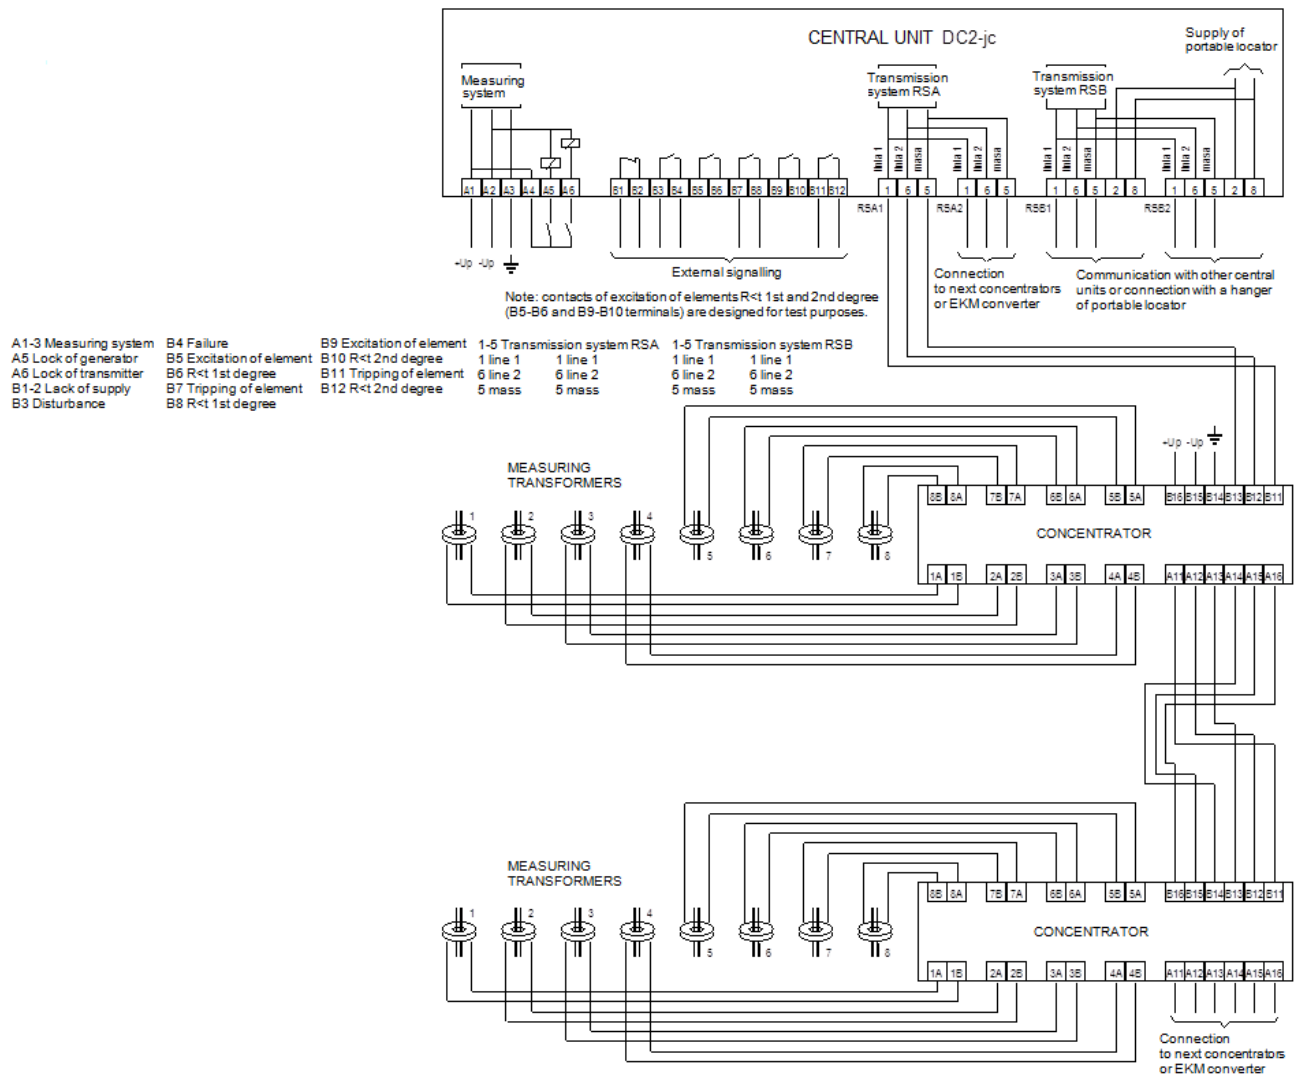 CENTRAL UNIT DC2-jc
Supply of
portable locator
Measuring
system
Transmission
system RSA
Transmission
system RSB
linia 1
linia 2
masa
linia 1
linia 2
masa
linia 1
linia 2
masa
linia 1
linia 2
masa
A1 A2 A3 A4 A5 A6
B1 B2 B3 B4 B5 B6 B7 B8 B9 B10 B11 B12
1 6 5
1 6 5
1 6 5 2 8
1 6 5 2 8
RSA1
RSA2
RSB1
RSB2
+Up -Up
External signalling
Connection
to next concentrators
or EKM converter
Communication with other central
units or connection with a hanger
of portable locator
Note: contacts of excitation of elements R<t 1st and 2nd degree
(B5-B6 and B9-B10 terminals) are designed for test purposes.
A1-3 Measuring system B4 Failure B9 Excitation of element 1-5 Transmission system RSA 1-5 Transmission system RSB
A5 Lock of generator B5 Excitation of element B10 R<t 2nd degree 1 line 1 1 line 1 1 line 1 1 line 1
A6 Lock of transmitter B6 R<t 1st degree B11 Tripping of element 6 line 2 6 line 2 6 line 2 6 line 2
B1-2 Lack of supply B7 Tripping of element B12 R<t 2nd degree 5 mass 5 mass 5 mass 5 mass
B3 Disturbance B8 R<t 1st degree
+Up -Up
MEASURING
TRANSFORMERS
8B 8A 7B 7A 6B 6A 5B 5A B16 B15 B14 B13 B12 B11
1 2 3 4
CONCENTRATOR
5 6 7 8
1A 1B 2A 2B 3A 3B 4A 4B A11 A12 A13 A14 A15 A16
MEASURING
TRANSFORMERS
8B 8A 7B 7A 6B 6A 5B 5A B16 B15 B14 B13 B12 B11
1 2 3 4
CONCENTRATOR
5 6 7 8
1A 1B 2A 2B 3A 3B 4A 4B A11 A12 A13 A14 A15 A16
Connection
to next concentrators
or EKM converter